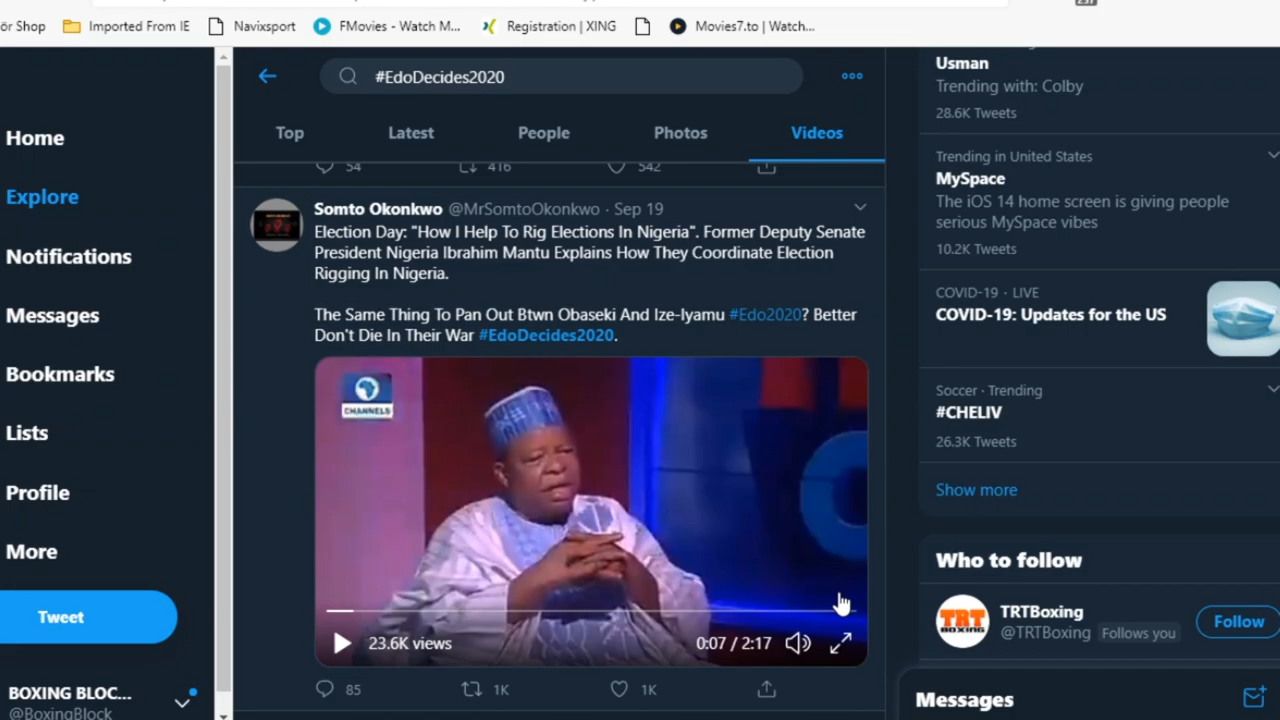 ör Shop
Imported From IE
Navixsport
FMovies - Watch M...
Registration | XING
Movies7.to | Watch...
Home
Explore
Notifications
Messages
Bookmarks
Lists
Profile
More
Tweet
BOXING BLOC...
@BoxingBlock
#EdoDecides2020
Top
Latest
People
Photos
Videos
54
416
542
Somto Okonkwo @MrSomtoOkonkwo · Sep 19
Election Day: "How I Help To Rig Elections In Nigeria". Former Deputy Senate
President Nigeria Ibrahim Mantu Explains How They Coordinate Election
Rigging In Nigeria.
The Same Thing To Pan Out Btwn Obaseki And Ize-Iyamu #Edo2020? Better
Don't Die In Their War #EdoDecides2020.
CHANNELS
23.6K views
0:07 / 2:17
85
1K
1K
Usman
Trending with: Colby
28.6K Tweets
Trending in United States
MySpace
The iOS 14 home screen is giving people
serious MySpace vibes
10.2K Tweets
COVID-19 · LIVE
COVID-19: Updates for the US
Soccer · Trending
#CHELIV
26.3K Tweets
Show more
Who to follow
TRT
BOXING
TRTBoxing
@TRTBoxing Follows you
Follow
Messages